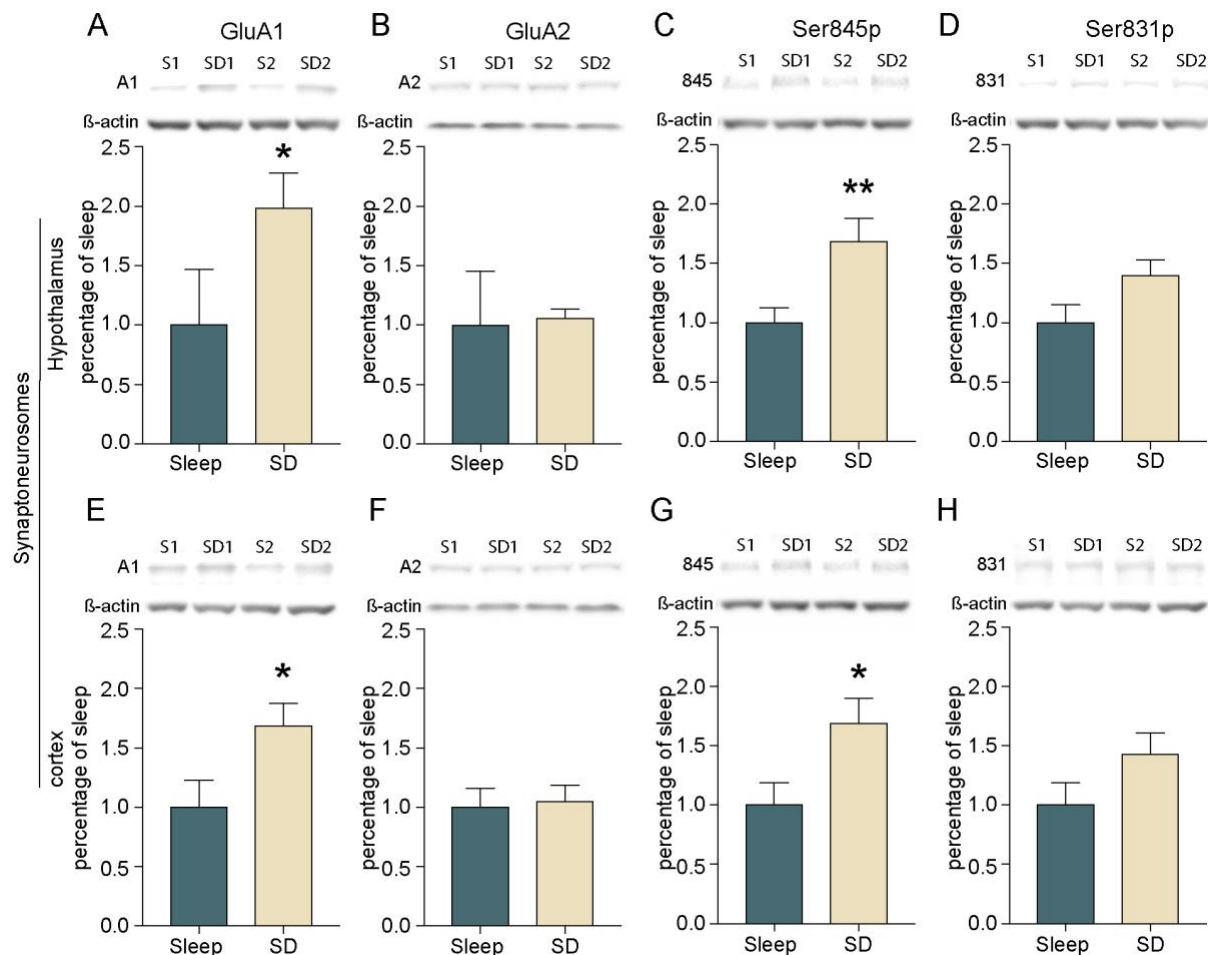 A GluA1
S1 SD1 S2 SD2
A1
ß-actin
percentage of sleep
2.5
2.0
1.5
1.0
0.5
0.0
*
Sleep SD
B GluA2
S1 SD1 S2 SD2
A2
ß-actin
percentage of sleep
2.5
2.0
1.5
1.0
0.5
0.0
Sleep SD
C Ser845p
S1 SD1 S2 SD2
845
ß-actin
percentage of sleep
2.5
2.0
1.5
1.0
0.5
0.0
**
Sleep SD
D Ser831p
S1 SD1 S2 SD2
831
ß-actin
percentage of sleep
2.5
2.0
1.5
1.0
0.5
0.0
Sleep SD
Synaptoneurosomes
Hypothalamus
cortex
E
S1 SD1 S2 SD2
A1
ß-actin
percentage of sleep
2.5
2.0
1.5
1.0
0.5
0.0
*
Sleep SD
F
S1 SD1 S2 SD2
A2
ß-actin
percentage of sleep
2.5
2.0
1.5
1.0
0.5
0.0
Sleep SD
G
S1 SD1 S2 SD2
845
ß-actin
percentage of sleep
2.5
2.0
1.5
1.0
0.5
0.0
*
Sleep SD
H
S1 SD1 S2 SD2
831
ß-actin
percentage of sleep
2.5
2.0
1.5
1.0
0.5
0.0
Sleep SD